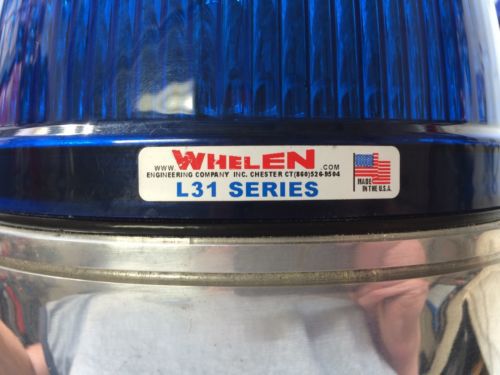 www.WHELEN.com
ENGINEERING COMPANY INC. CHESTER CT(860)526-9504
L31 SERIES
MADE
IN THE U.S.A.